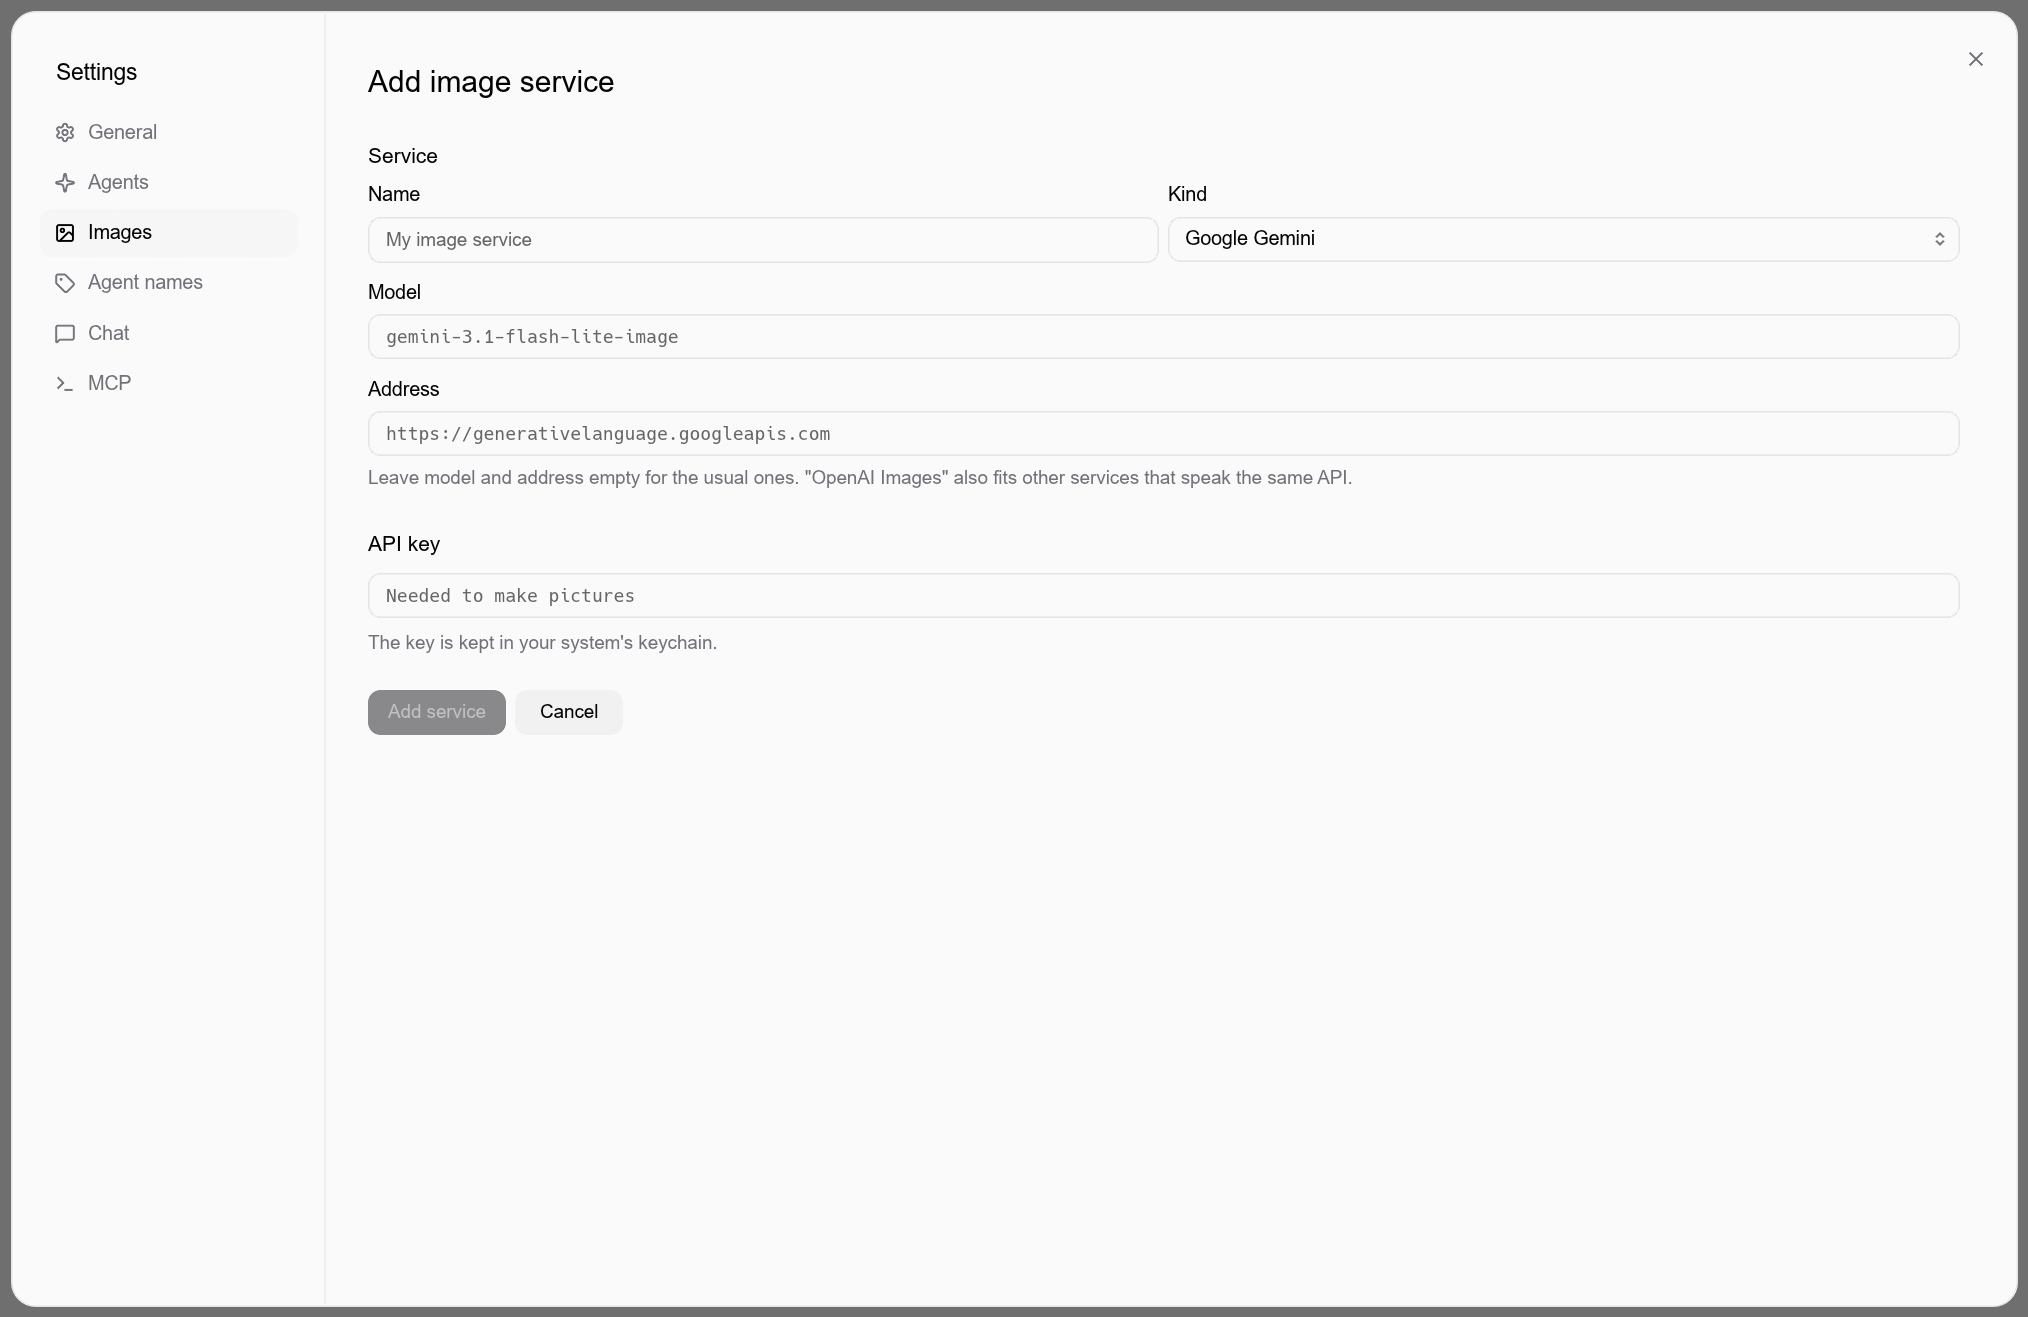 Settings
General
Agents
Images
Agent names
Chat
MCP
Add image service
Service
Name
Kind
My image service
Google Gemini
Model
gemini-3.1-flash-lite-image
Address
https://generativelanguage.googleapis.com
Leave model and address empty for the usual ones. "OpenAI Images" also fits other services that speak the same API.
API key
Needed to make pictures
The key is kept in your system's keychain.
Add service
Cancel